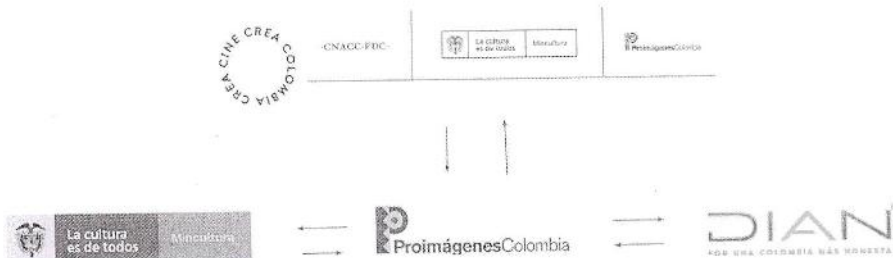 CREA CINE CREA COLOMBIA
-CNACC-FDC-
La cultura
es de todos
Mincultura
ProimágenesColombia
La cultura
es de todos
Mincultura
ProimágenesColombia
DIAN
POR UNA COLOMBIA MÁS HONESTA